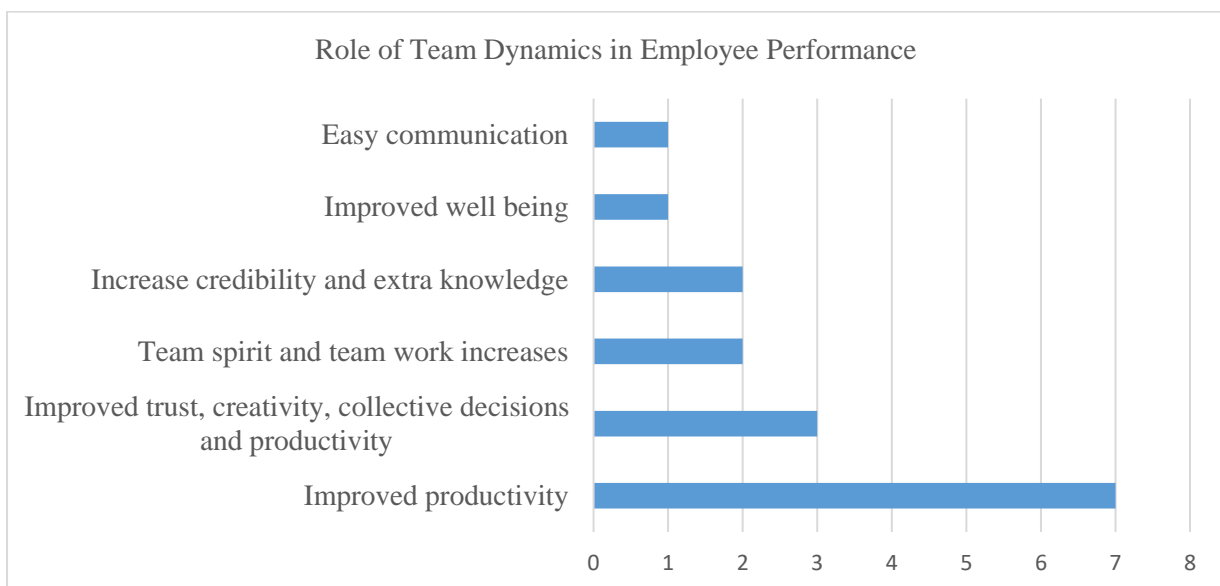 Role of Team Dynamics in Employee Performance
Easy communication
Improved well being
Increase credibility and extra knowledge
Team spirit and team work increases
Improved trust, creativity, collective decisions
and productivity
Improved productivity
0 1 2 3 4 5 6 7 8